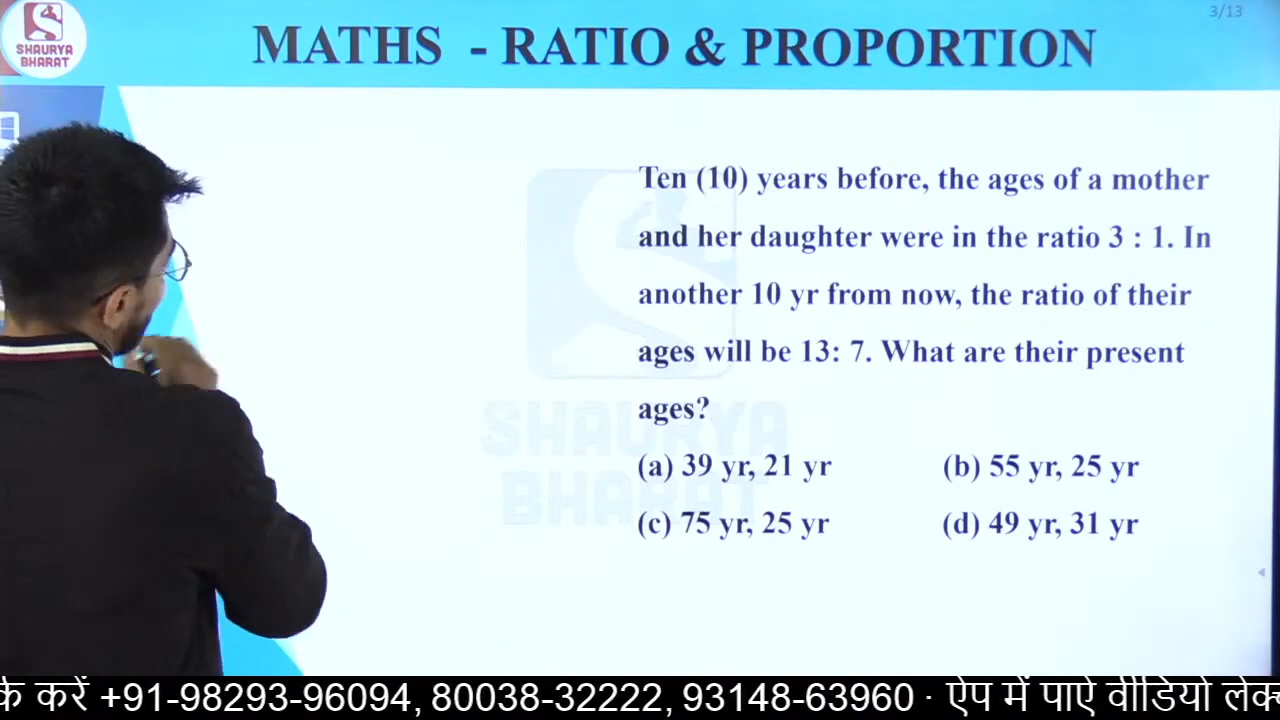 3/13
SHAURYA
BHARAT
MATHS - RATIO & PROPORTION
Ten (10) years before, the ages of a mother
and her daughter were in the ratio 3 : 1. In
another 10 yr from now, the ratio of their
ages will be 13: 7. What are their present
ages?
(a) 39 yr, 21 yr (b) 55 yr, 25 yr
(c) 75 yr, 25 yr (d) 49 yr, 31 yr
SHAURYA
BHARAT
करें +91-98293-96094, 80038-32222, 93148-63960 · ऐप में पाऐ वीडियो